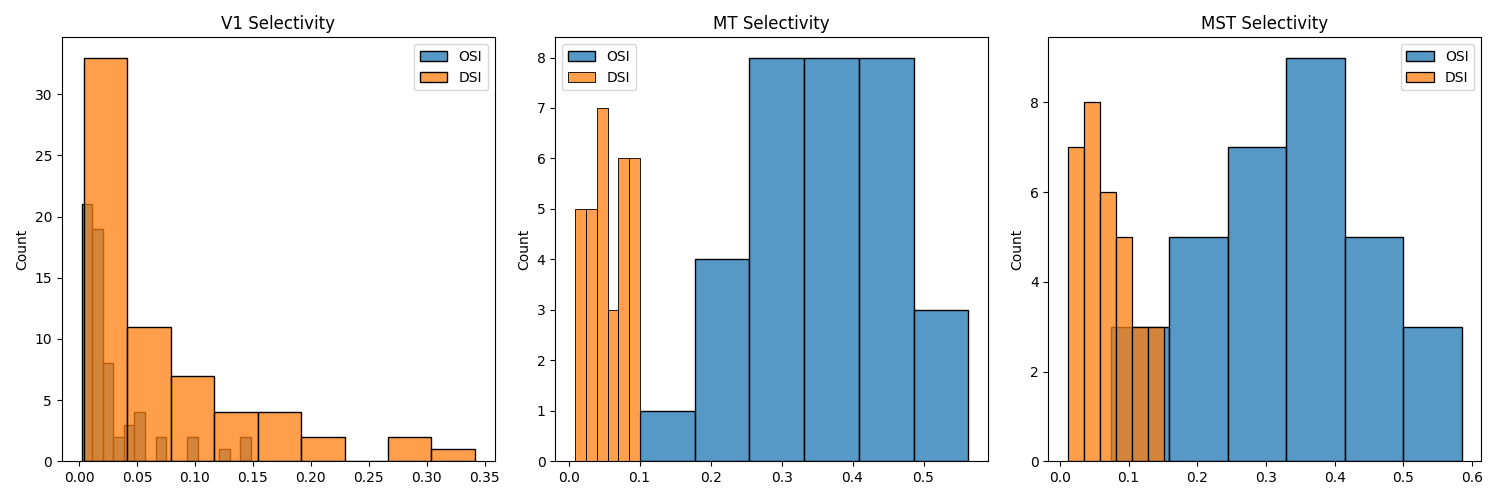 V1 Selectivity
Count
30
25
20
15
10
5
0
OSI
DSI
0.00 0.05 0.10 0.15 0.20 0.25 0.30 0.35
MT Selectivity
Count
8
7
6
5
4
3
2
1
0
OSI
DSI
0.0 0.1 0.2 0.3 0.4 0.5
MST Selectivity
Count
8
6
4
2
0
OSI
DSI
0.0 0.1 0.2 0.3 0.4 0.5 0.6